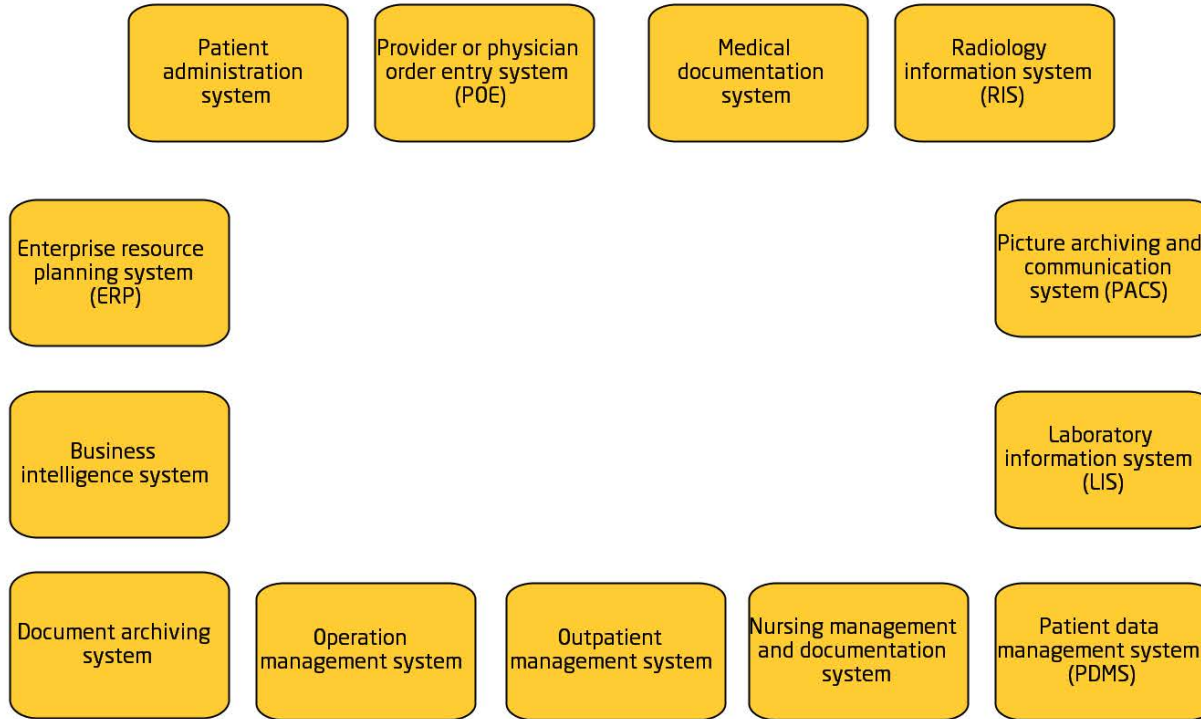 Patient
administration
system
Provider or physician
order entry system
(POE)
Medical
documentation
system
Radiology
information system
(RIS)
Enterprise resource
planning system
(ERP)
Picture archiving and
communication
system (PACS)
Business
intelligence system
Laboratory
information system
(LIS)
Document archiving
system
Operation
management system
Outpatient
management system
Nursing management
and documentation
system
Patient data
management system
(PDMS)